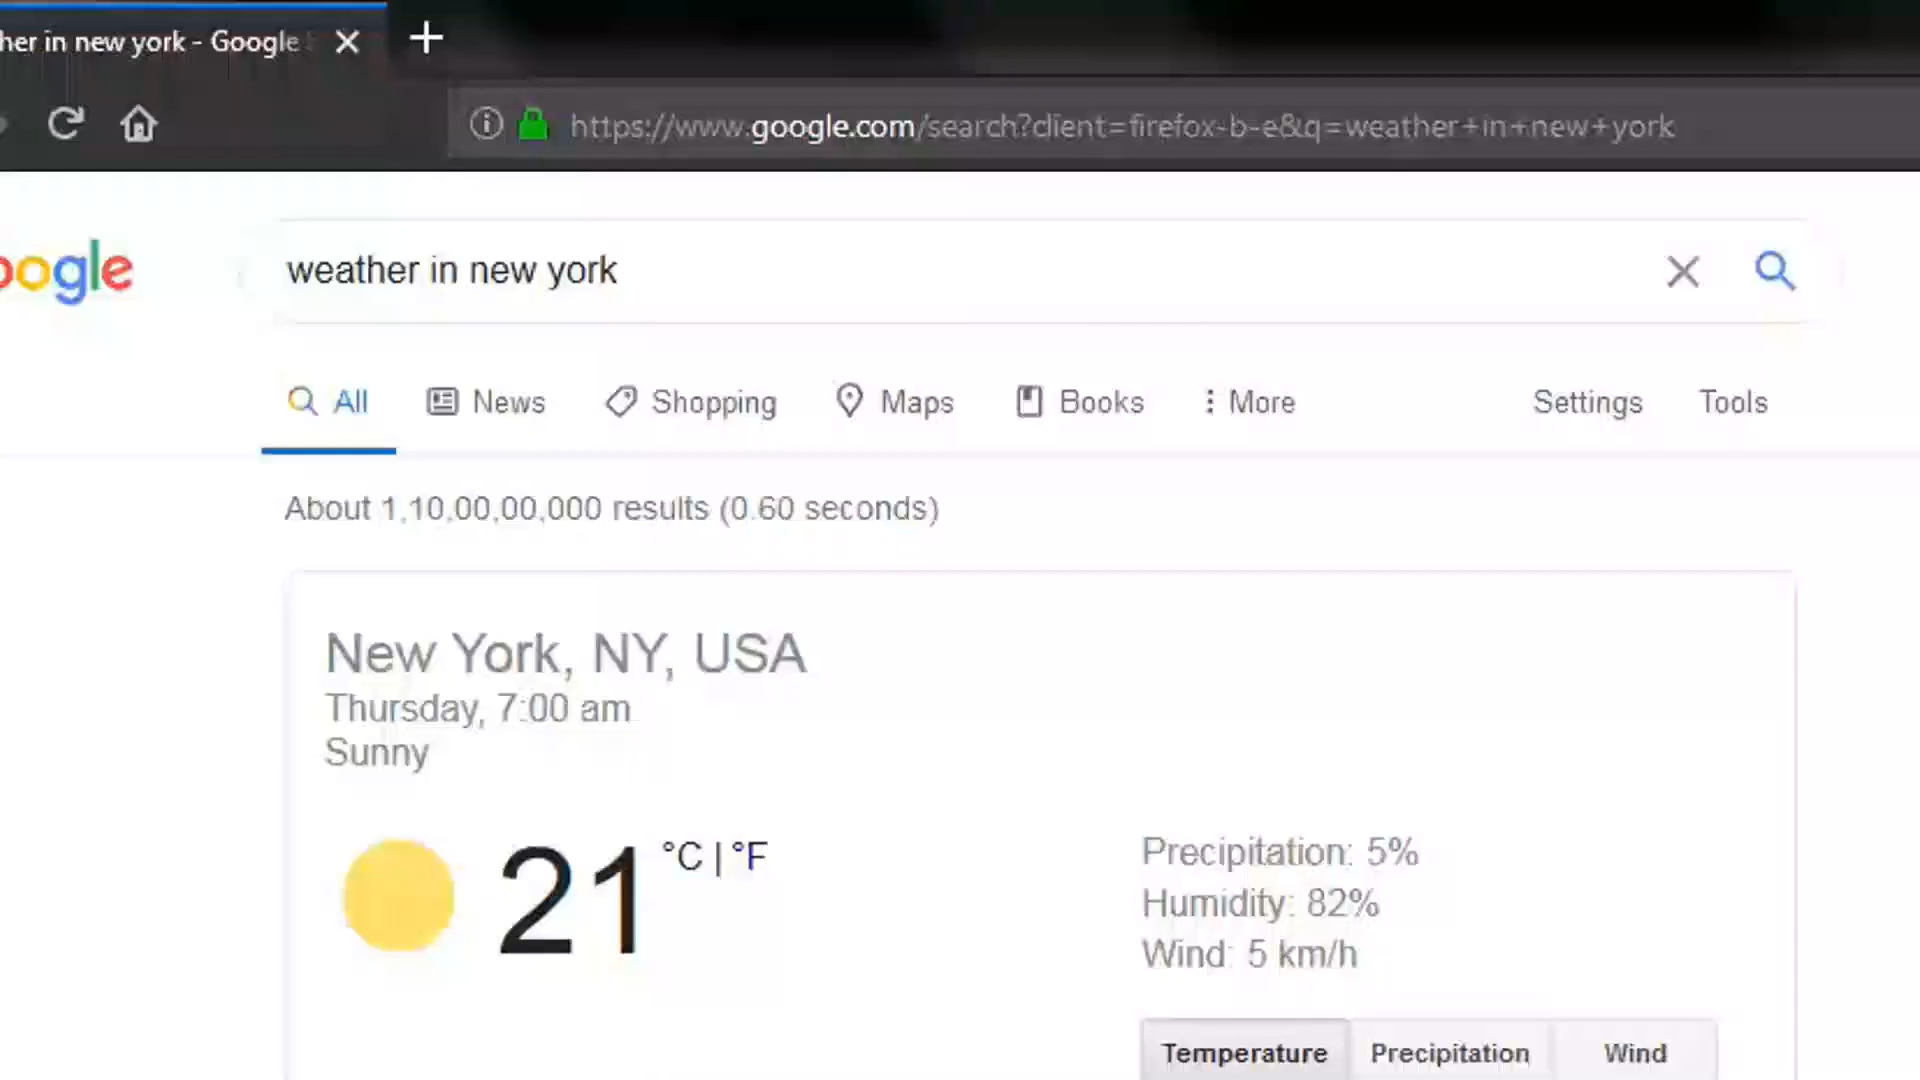 her in new york - Google
https://www.google.com/search?client=firefox-b-e&q=weather+in+new+york
oogle
weather in new york
All News Shopping Maps Books More Settings Tools
About 1,10,00,00,000 results (0.60 seconds)
New York, NY, USA
Thursday, 7:00 am
Sunny
21 °C | °F
Precipitation: 5%
Humidity: 82%
Wind: 5 km/h
Temperature Precipitation Wind